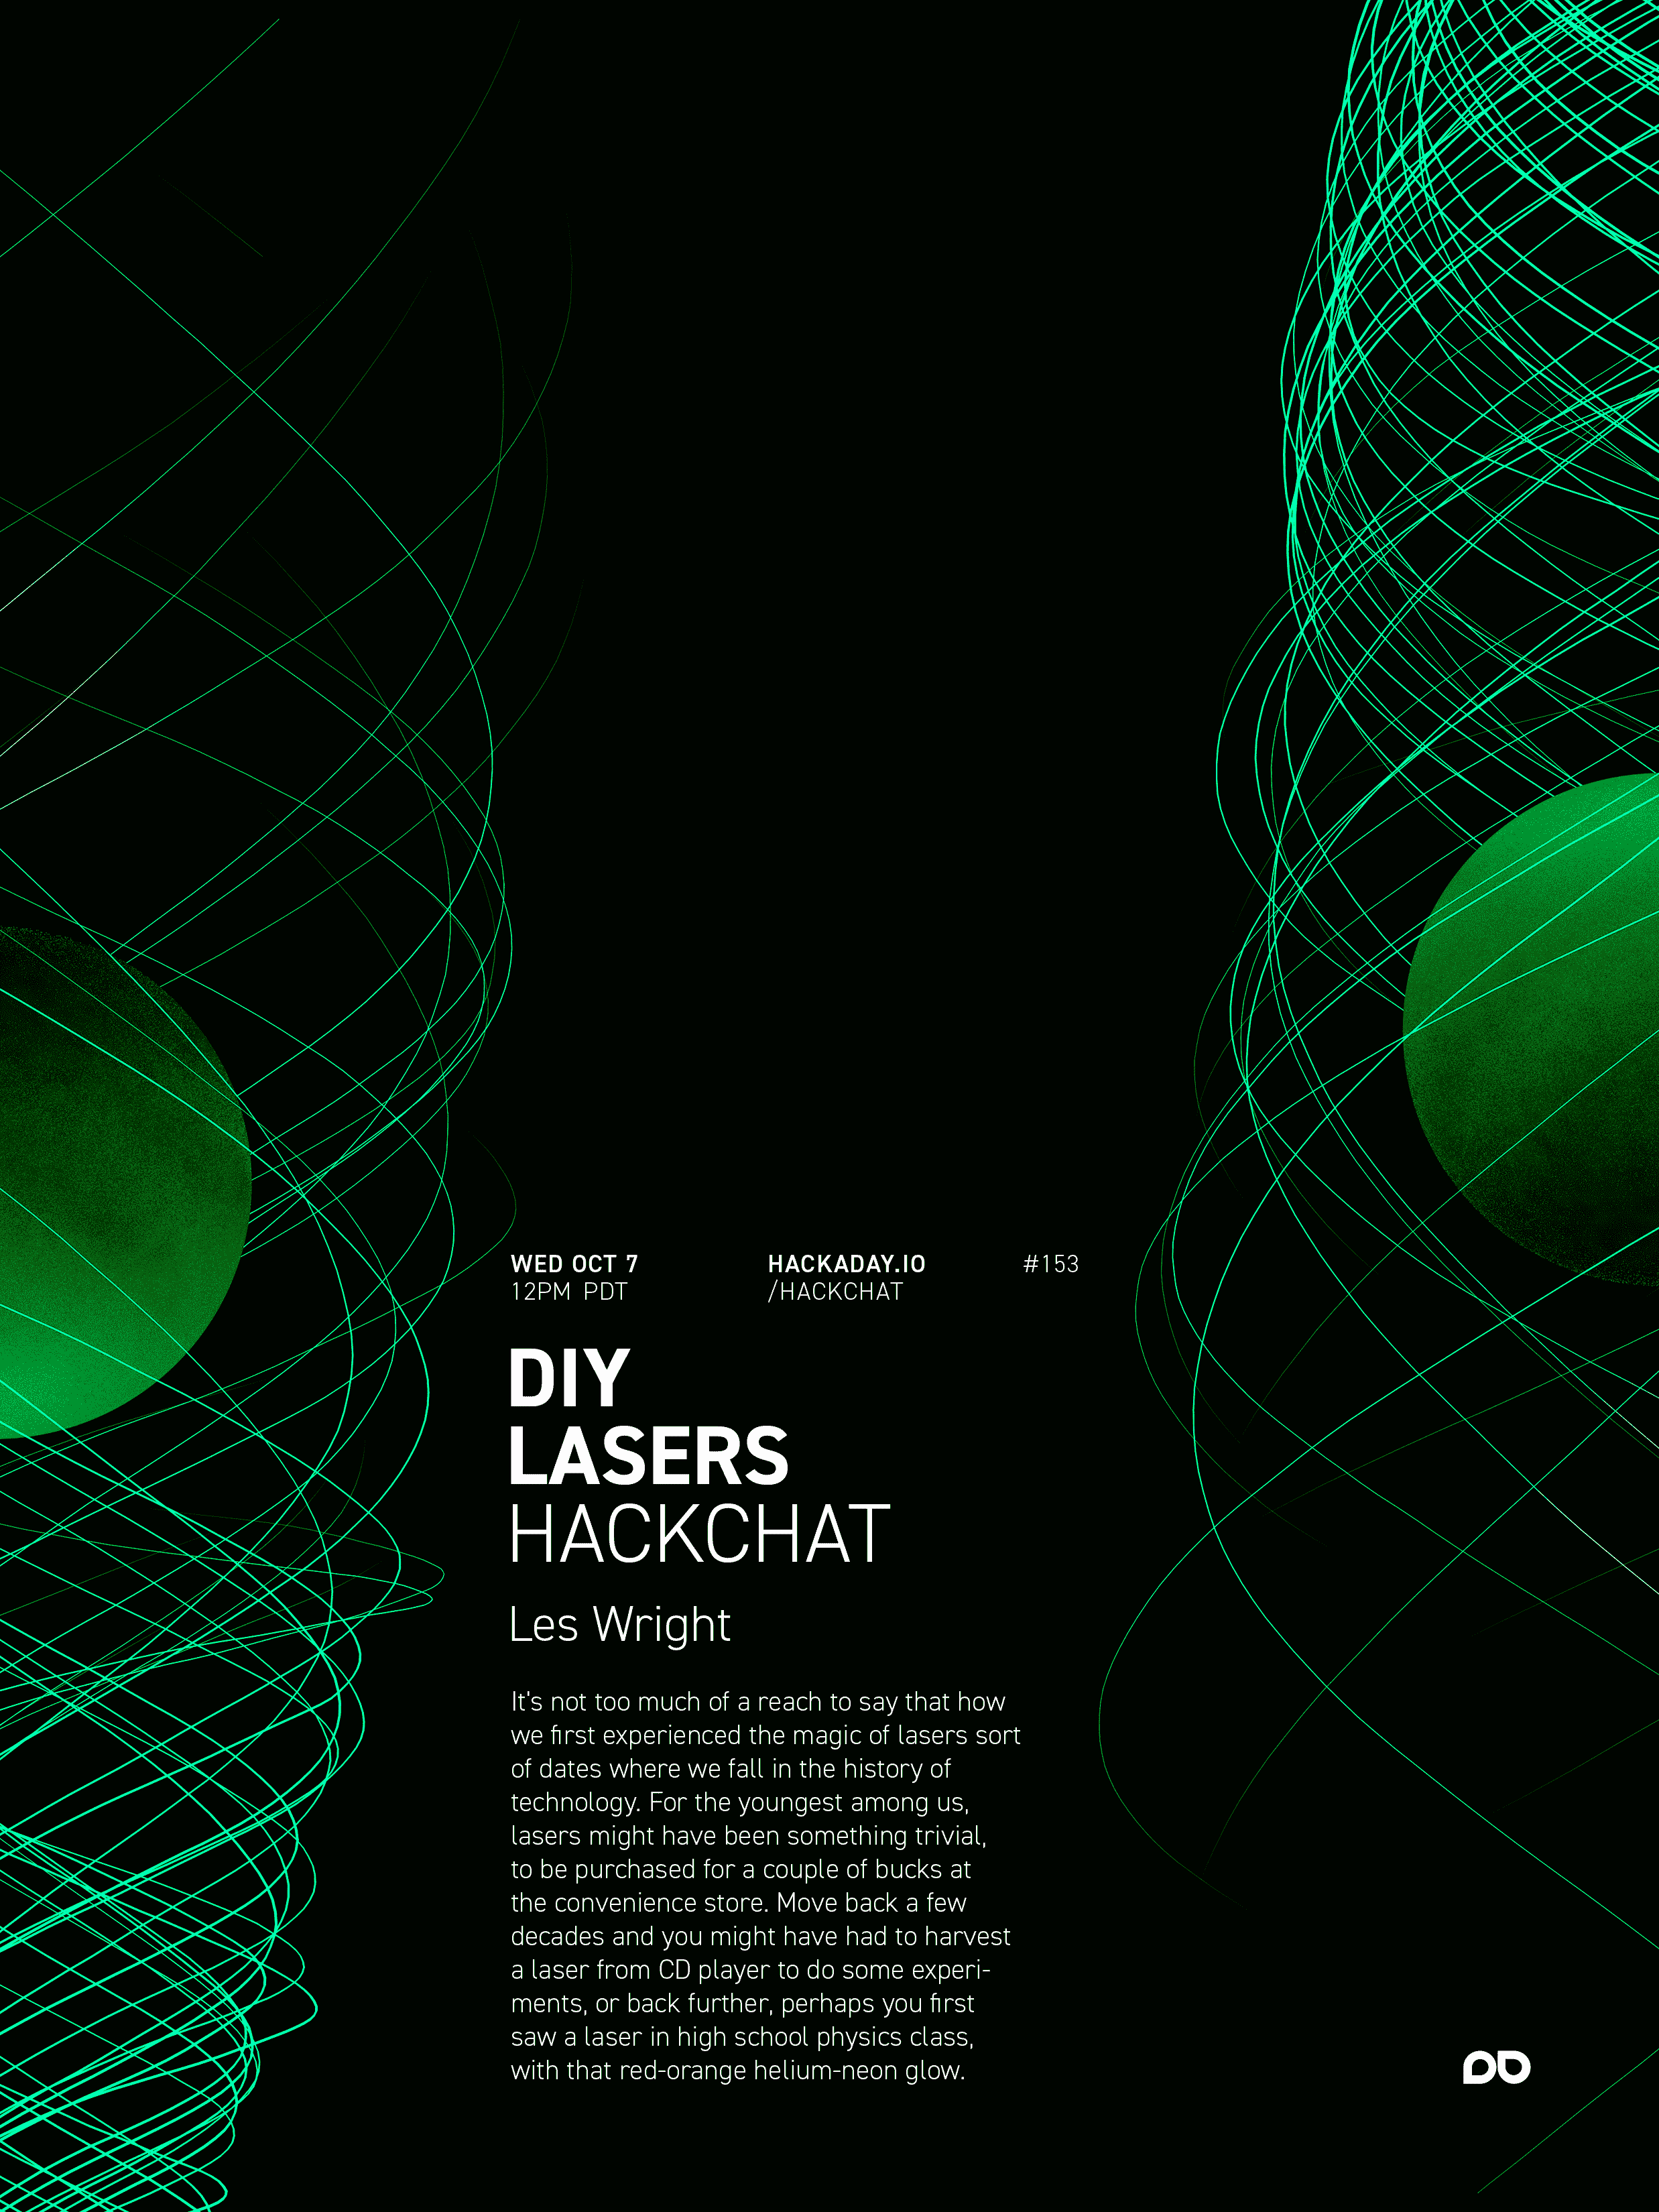 WED OCT 7
12PM PDT
HACKADAY.IO
/HACKCHAT
#153
DIY
LASERS
HACKCHAT
Les Wright
It's not too much of a reach to say that how
we first experienced the magic of lasers sort
of dates where we fall in the history of
technology. For the youngest among us,
lasers might have been something trivial,
to be purchased for a couple of bucks at
the convenience store. Move back a few
decades and you might have had to harvest
a laser from CD player to do some experi-
ments, or back further, perhaps you first
saw a laser in high school physics class,
with that red-orange helium-neon glow.